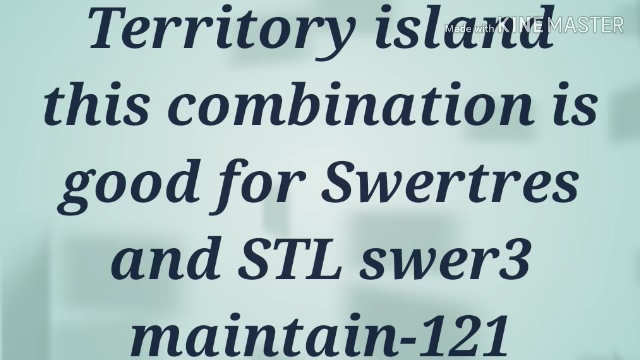 Territory island
Made with KINEMASTER
this combination is
good for Swertres
and STL swer3
maintain-121